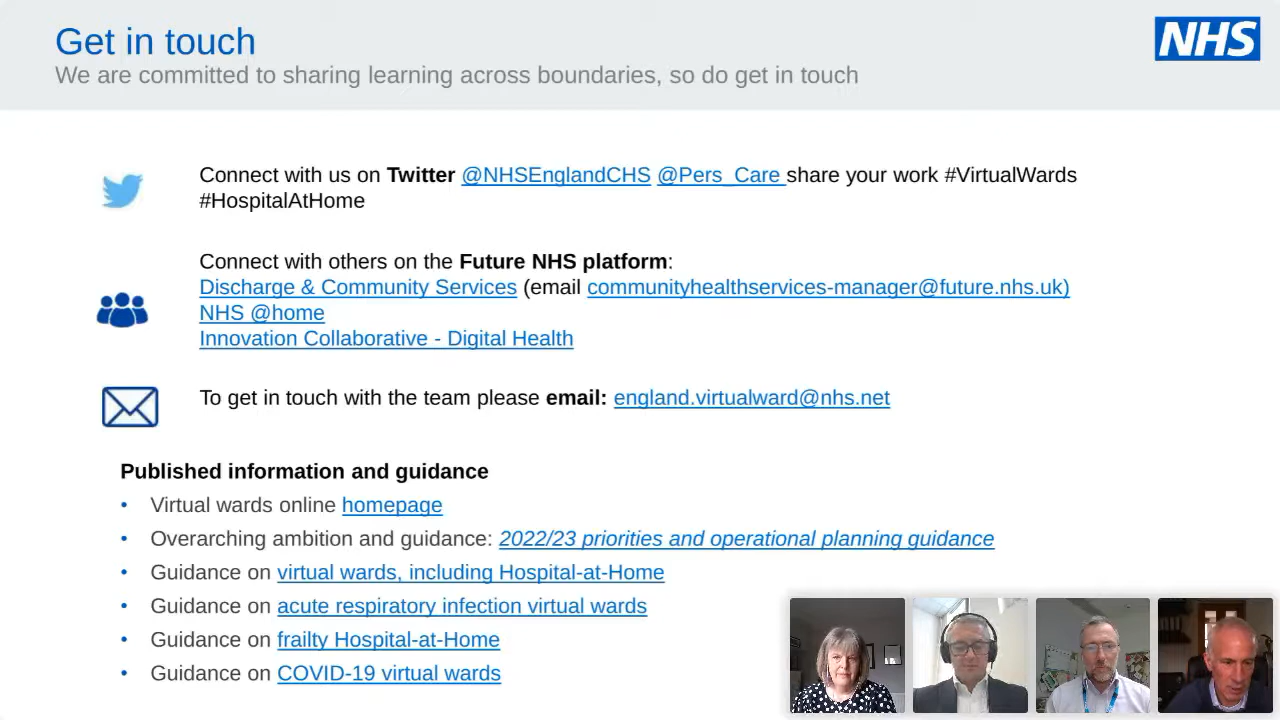 Get in touch
NHS
We are committed to sharing learning across boundaries, so do get in touch
Connect with us on Twitter @NHSEnglandCHS @Pers_Care share your work #VirtualWards
#HospitalAtHome
Connect with others on the Future NHS platform:
Discharge & Community Services (email communityhealthservices-manager@future.nhs.uk)
NHS @home
Innovation Collaborative - Digital Health
To get in touch with the team please email: england.virtualward@nhs.net
Published information and guidance
• Virtual wards online homepage
• Overarching ambition and guidance: 2022/23 priorities and operational planning guidance
• Guidance on virtual wards, including Hospital-at-Home
• Guidance on acute respiratory infection virtual wards
• Guidance on frailty Hospital-at-Home
• Guidance on COVID-19 virtual wards